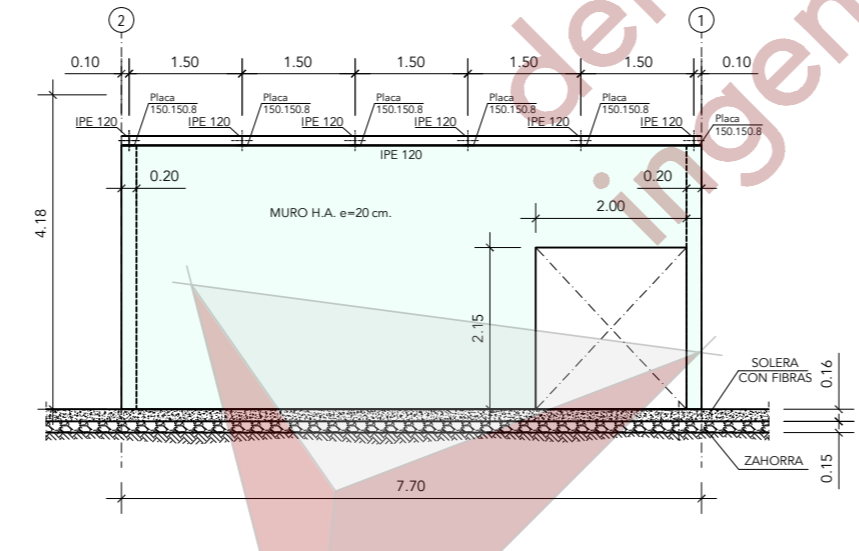 2 1
0.10 1.50 1.50 1.50 1.50 1.50 0.10
Placa Placa Placa Placa Placa
150.150.8 150.150.8 150.150.8 150.150.8 150.150.8
Placa
150.150.8
IPE 120 IPE 120 IPE 120 IPE 120 IPE 120 IPE 120
IPE 120
0.20 0.20
2.00
MURO H.A. e=20 cm.
4.18
2.15
SOLERA
CON FIBRAS
0.16
ZAHORRA
0.15
7.70
der
ingen